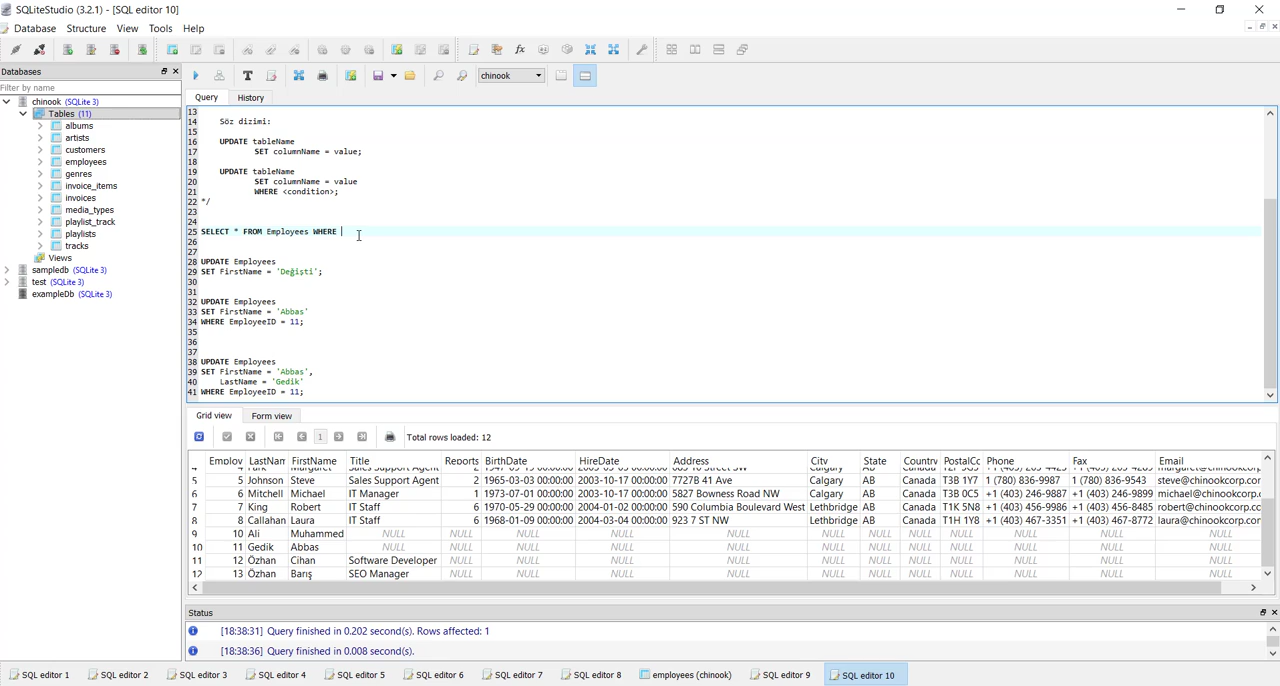 SQLiteStudio (3.2.1) - [SQL editor 10]
Database Structure View Tools Help
Databases
Filter by name
chinook (SQLite 3)
Tables (11)
albums
artists
customers
employees
genres
invoice_items
invoices
media_types
playlist_track
playlists
tracks
Views
sampledb (SQLite 3)
test (SQLite 3)
exampleDb (SQLite 3)
chinook
Query History
13
14 Söz dizimi:
15
16 UPDATE tableName
17 SET columnName = value;
18
19 UPDATE tableName
20 SET columnName = value
21 WHERE <condition>;
22 */
23
24
25 SELECT * FROM Employees WHERE
26
27
28 UPDATE Employees
29 SET FirstName = 'Değişti';
30
31
32 UPDATE Employees
33 SET FirstName = 'Abbas'
34 WHERE EmployeeID = 11;
35
36
37
38 UPDATE Employees
39 SET FirstName = 'Abbas',
40 LastName = 'Gedik'
41 WHERE EmployeeID = 11;
Grid view Form view
1 Total rows loaded: 12
Employ LastNam FirstName Title Reports BirthDate HireDate Address City State Country PostalCo Phone Fax Email
5 5 Johnson Steve Sales Support Agent 2 1965-03-03 00:00:00 2003-10-17 00:00:00 7727B 41 Ave Calgary AB Canada T3B 1Y7 1 (780) 836-9987 1 (780) 836-9543 steve@chinookcorp.cor
6 6 Mitchell Michael IT Manager 1 1973-07-01 00:00:00 2003-10-17 00:00:00 5827 Bowness Road NW Calgary AB Canada T3B 0C5 +1 (403) 246-9887 +1 (403) 246-9899 michael@chinookcorp.c
7 7 King Robert IT Staff 6 1970-05-29 00:00:00 2004-01-02 00:00:00 590 Columbia Boulevard West Lethbridge AB Canada T1K 5N8 +1 (403) 456-9986 +1 (403) 456-8485 robert@chinookcorp.co
8 8 Callahan Laura IT Staff 6 1968-01-09 00:00:00 2004-03-04 00:00:00 923 7 ST NW Lethbridge AB Canada T1H 1Y8 +1 (403) 467-3351 +1 (403) 467-8772 laura@chinookcorp.cor
9 10 Ali Muhammed NULL NULL NULL NULL NULL NULL NULL NULL NULL NULL NULL NULL
10 11 Gedik Abbas NULL NULL NULL NULL NULL NULL NULL NULL NULL NULL
11 12 Özhan Cihan Software Developer NULL NULL NULL NULL NULL NULL NULL NULL NULL NULL NULL
12 13 Özhan Barış SEO Manager NULL NULL NULL NULL NULL NULL NULL NULL NULL NULL NULL
Status
[18:38:31] Query finished in 0.202 second(s). Rows affected: 1
[18:38:36] Query finished in 0.008 second(s).
SQL editor 1 SQL editor 2 SQL editor 3 SQL editor 4 SQL editor 5 SQL editor 6 SQL editor 7 SQL editor 8 employees (chinook) SQL editor 9 SQL editor 10